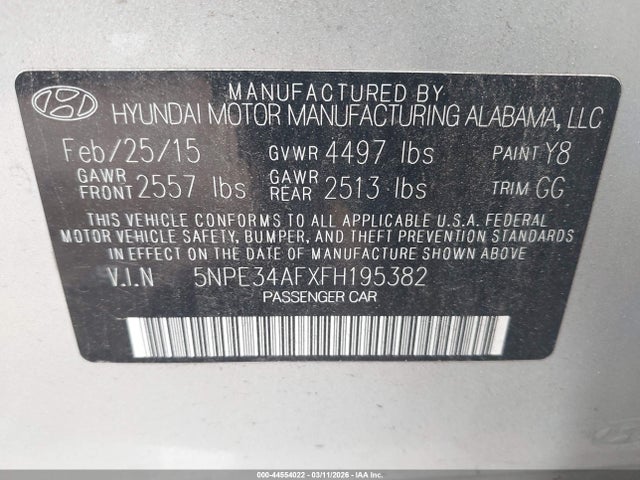 MANUFACTURED BY
HYUNDAI MOTOR MANUFACTURING ALABAMA, LLC
Feb/25/15 GVWR 4497 lbs PAINT Y8
GAWR FRONT 2557 lbs GAWR REAR 2513 lbs TRIM GG
THIS VEHICLE CONFORMS TO ALL APPLICABLE U.S.A. FEDERAL
MOTOR VEHICLE SAFETY, BUMPER, AND THEFT PREVENTION STANDARDS
IN EFFECT ON THE DATE OF MANUFACTURE SHOWN ABOVE
V.I.N 5NPE34AFXFH195382
PASSENGER CAR
000-44554022 - 03/11/2026 - COPYRIGHT IAA, LLC